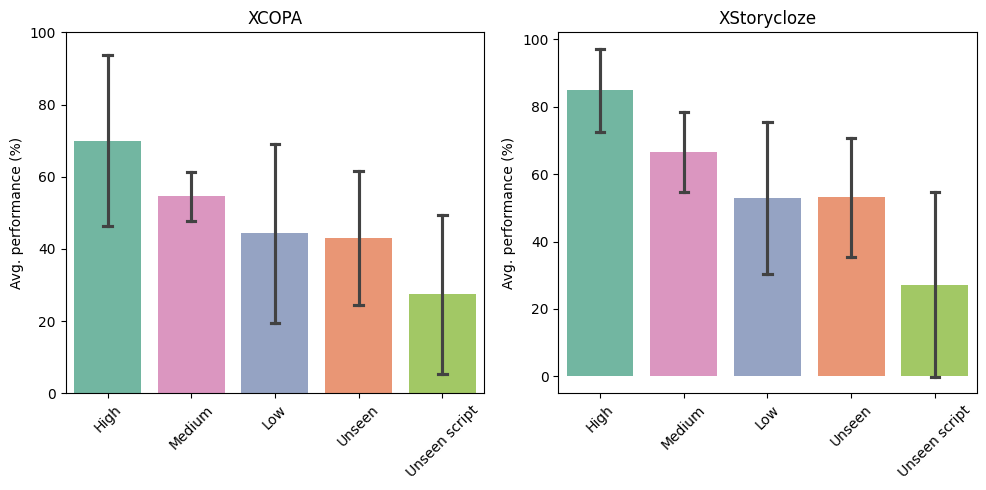 XCOPA
Avg. performance (%)
100
80
60
40
20
0
High
Medium
Low
Unseen
Unseen script
XStorycloze
Avg. performance (%)
100
80
60
40
20
0
High
Medium
Low
Unseen
Unseen script